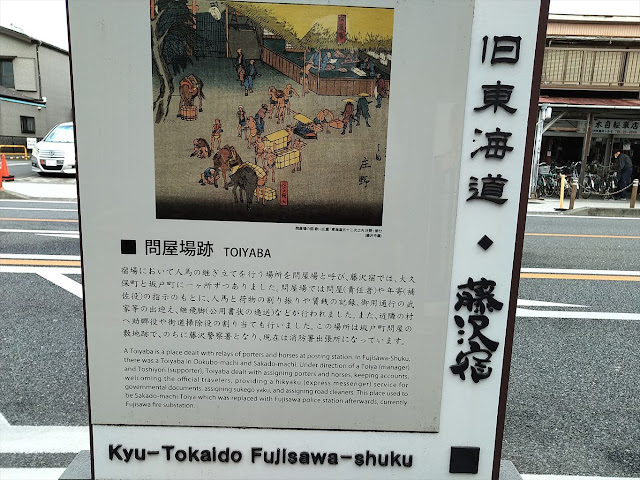 旧東海道◆藤沢宿
庄野
■ 問屋場跡 TOIYABA
宿場において人馬の継ぎ立てを行う場所を問屋場と呼び、藤沢宿では、大久
保町と坂戸町に一ヶ所ずつありました。問屋場では問屋(責任者)や年寄(補
佐役)の指示のもとに、人馬と荷物の割り振りや賃銭の記録、御用通行の武
家等の出迎え、継飛脚(公用書状の逓送)などが行われました。また、近隣の村
へ助郷役や街道掃除役の割り当ても行いました。この場所は坂戸町問屋の
敷地跡で、のちに藤沢警察署となり、現在は消防署出張所になっています。
A Toiyaba is a place dealt with relays of porters and horses at posting station. In Fujisawa-Shuku,
there was a Toiyaba in Ookubo-machi and Sakado-machi. Under direction of a Toiya (manager)
and Toshiyori (supporter), Toiyaba dealt with assigning porters and horses, keeping accounts,
welcoming the official travelers, providing a hikyaku (express messenger) service for
governmental documents, assigning sukego yaku, and assigning road cleaners. This place used to
be Sakado-machi Toiya which was replaced with Fujisawa police station afterwards, currently
Fujisawa fire substation.
Kyu-Tokaido Fujisawa-shuku
木自転車店